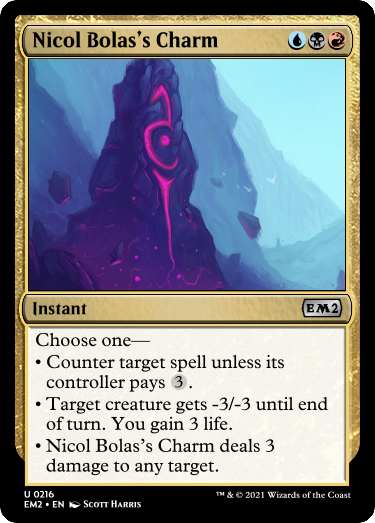 Nicol Bolas's Charm
Instant
EM2
Choose one—
• Counter target spell unless its
controller pays 3.
• Target creature gets -3/-3 until end
of turn. You gain 3 life.
• Nicol Bolas's Charm deals 3
damage to any target.
U 0216
EM2 • EN Scott Harris
™ & © 2021 Wizards of the Coast